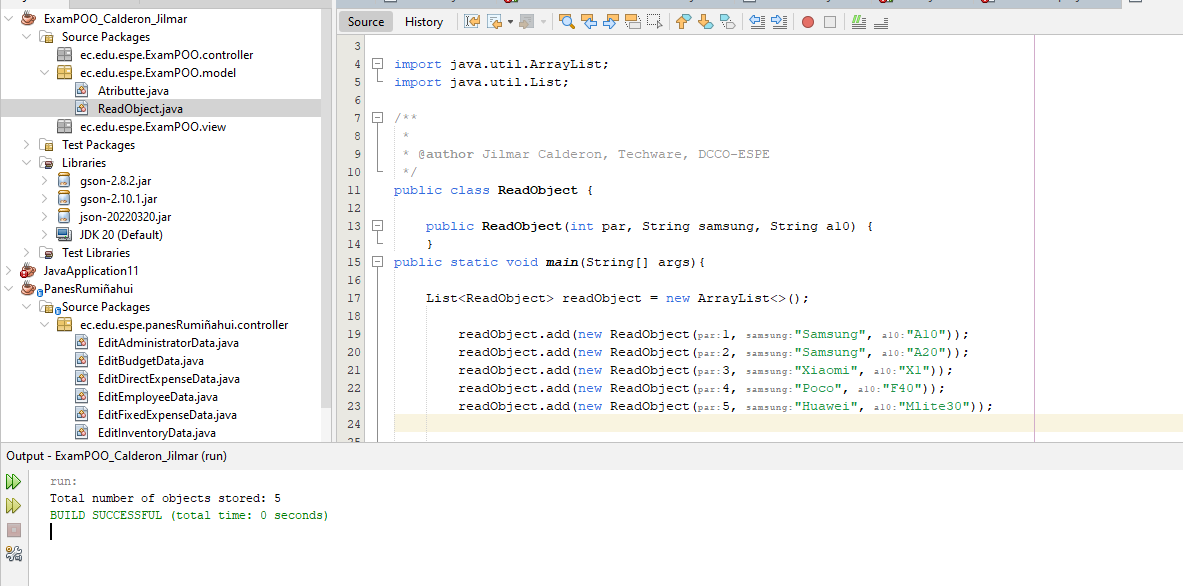 ExamPOO_Calderon_Jilmar
Source Packages
ec.edu.espe.ExamPOO.controller
ec.edu.espe.ExamPOO.model
Atributte.java
ReadObject.java
ec.edu.espe.ExamPOO.view
Test Packages
Libraries
gson-2.8.2.jar
gson-2.10.1.jar
json-20220320.jar
JDK 20 (Default)
Test Libraries
JavaApplication11
PanesRumiñahui
Source Packages
ec.edu.espe.panesRumiñahui.controller
EditAdministratorData.java
EditBudgetData.java
EditDirectExpenseData.java
EditEmployeeData.java
EditFixedExpenseData.java
EditInventoryData.java
Source History
3
4 import java.util.ArrayList;
5 import java.util.List;
6
7 /**
8 *
9 * @author Jilmar Calderon, Techware, DCCO-ESPE
10 */
11 public class ReadObject {
12
13 public ReadObject(int par, String samsung, String a10) {
14 }
15 public static void main(String[] args){
16
17 List<ReadObject> readObject = new ArrayList<>();
18
19 readObject.add(new ReadObject(par:1, samsung:"Samsung", a10:"A10"));
20 readObject.add(new ReadObject(par:2, samsung:"Samsung", a10:"A20"));
21 readObject.add(new ReadObject(par:3, samsung:"Xiaomi", a10:"X1"));
22 readObject.add(new ReadObject(par:4, samsung:"Poco", a10:"F40"));
23 readObject.add(new ReadObject(par:5, samsung:"Huawei", a10:"Mlite30"));
24
25
Output - ExamPOO_Calderon_Jilmar (run)
run:
Total number of objects stored: 5
BUILD SUCCESSFUL (total time: 0 seconds)